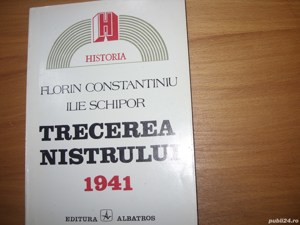 H
HISTORIA
FLORIN CONSTANTINIU
ILIE SCHIPOR
TRECEREA
NISTRULUI
1941
EDITURA ALBATROS
publi24.ro